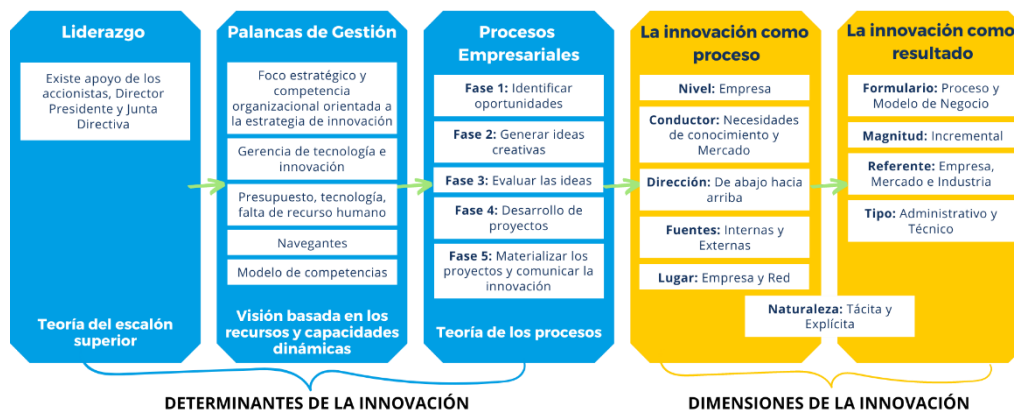 Liderazgo
Existe apoyo de los
accionistas, Director
Presidente y Junta
Directiva
Teoría del escalón
superior
Palancas de Gestión
Foco estratégico y
competencia
organizacional orientada a
la estrategia de innovación
Gerencia de tecnología e
innovación
Presupuesto, tecnología,
falta de recurso humano
Navegantes
Modelo de competencias
Visión basada en los
recursos y capacidades
dinámicas
Procesos
Empresariales
Fase 1: Identificar
oportunidades
Fase 2: Generar ideas
creativas
Fase 3: Evaluar las ideas
Fase 4: Desarrollo de
proyectos
Fase 5: Materializar los
proyectos y comunicar la
innovación
Teoría de los procesos
La innovación como
proceso
Nivel: Empresa
Conductor: Necesidades
de conocimiento y
Mercado
Dirección: De abajo hacia
arriba
Fuentes: Internas y
Externas
Lugar: Empresa y Red
La innovación como
resultado
Formulario: Proceso y
Modelo de Negocio
Magnitud: Incremental
Referente: Empresa,
Mercado e Industria
Tipo: Administrativo y
Técnico
Naturaleza: Tácita y
Explícita
DETERMINANTES DE LA INNOVACIÓN
DIMENSIONES DE LA INNOVACIÓN